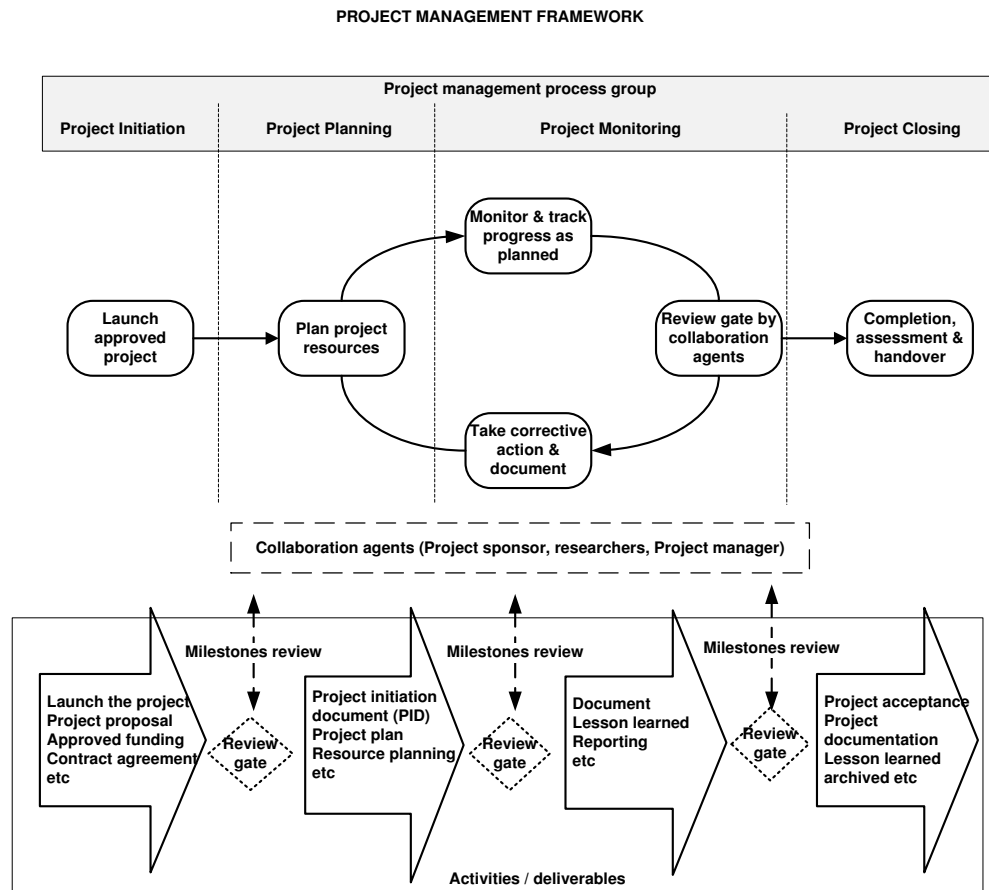 PROJECT MANAGEMENT FRAMEWORK
Project management process group
Project Initiation
Project Planning
Project Monitoring
Project Closing
Monitor & track
progress as
planned
Launch
approved
project
Plan project
resources
Review gate by
collaboration
agents
Completion,
assessment &
handover
Take corrective
action &
document
Collaboration agents (Project sponsor, researchers, Project manager)
Milestones review
Milestones review
Milestones review
Launch the project
Project proposal
Approved funding
Contract agreement
etc
Review
gate
Project initiation
document (PID)
Project plan
Resource planning
etc
Review
gate
Document
Lesson learned
Reporting
etc
Review
gate
Project acceptance
Project
documentation
Lesson learned
archived etc
Activities / deliverables